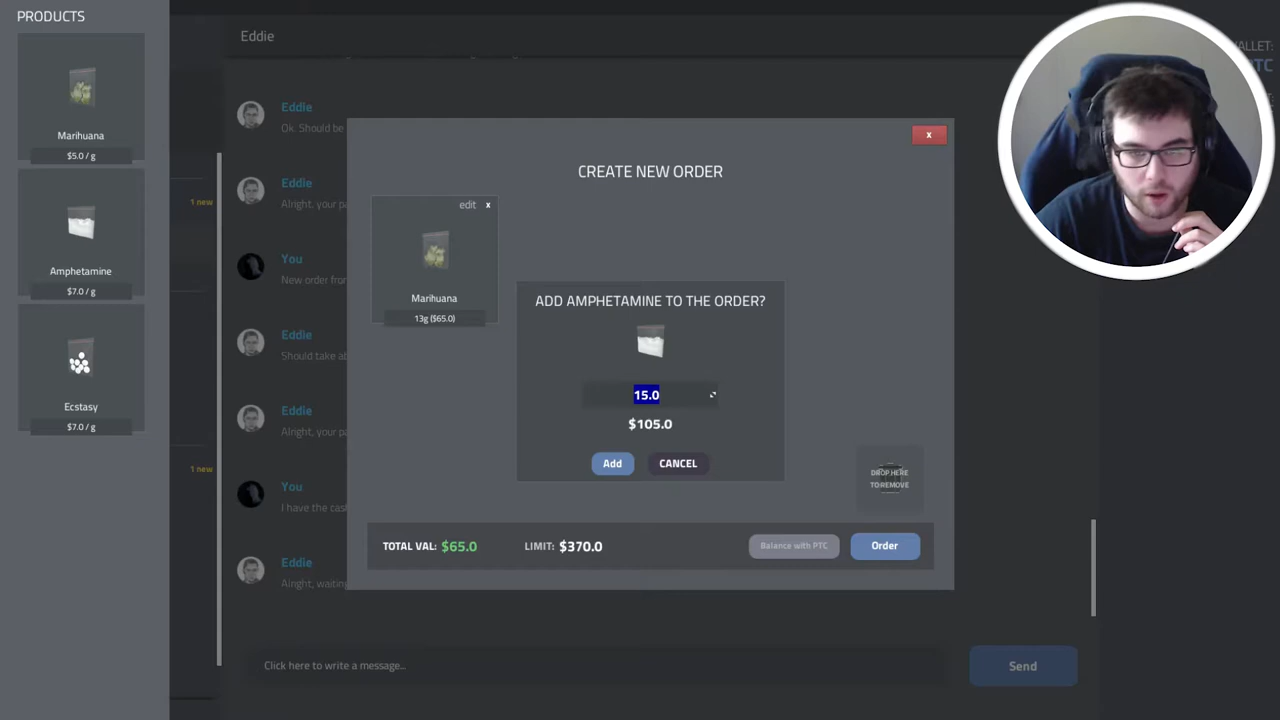 PRODUCTS
Marihuana
$5.0 / g
Amphetamine
$7.0 / g
Ecstasy
$7.0 / g
1 new
1 new
Eddie
Eddie
Ok. Should be
Eddie
Alright, your pa
You
New order from
Eddie
Should take ab
Eddie
Alright, your pa
You
I have the cas
Eddie
Alright, waitin
Click here to write a message...
Send
x
CREATE NEW ORDER
edit x
Marihuana
13g ($65.0)
ADD AMPHETAMINE TO THE ORDER?
15.0
$105.0
Add
CANCEL
DROP HERE
TO REMOVE
TOTAL VAL: $65.0
LIMIT: $370.0
Balance with PTC
Order
ALLET:
TC